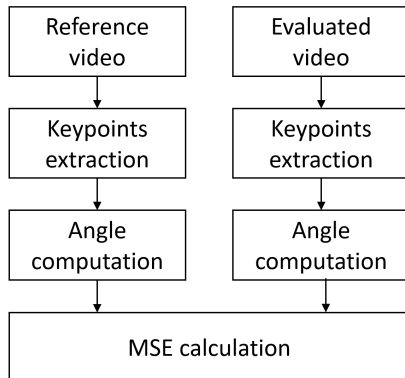 Reference
video
Evaluated
video
Keypoints
extraction
Keypoints
extraction
Angle
computation
Angle
computation
MSE calculation